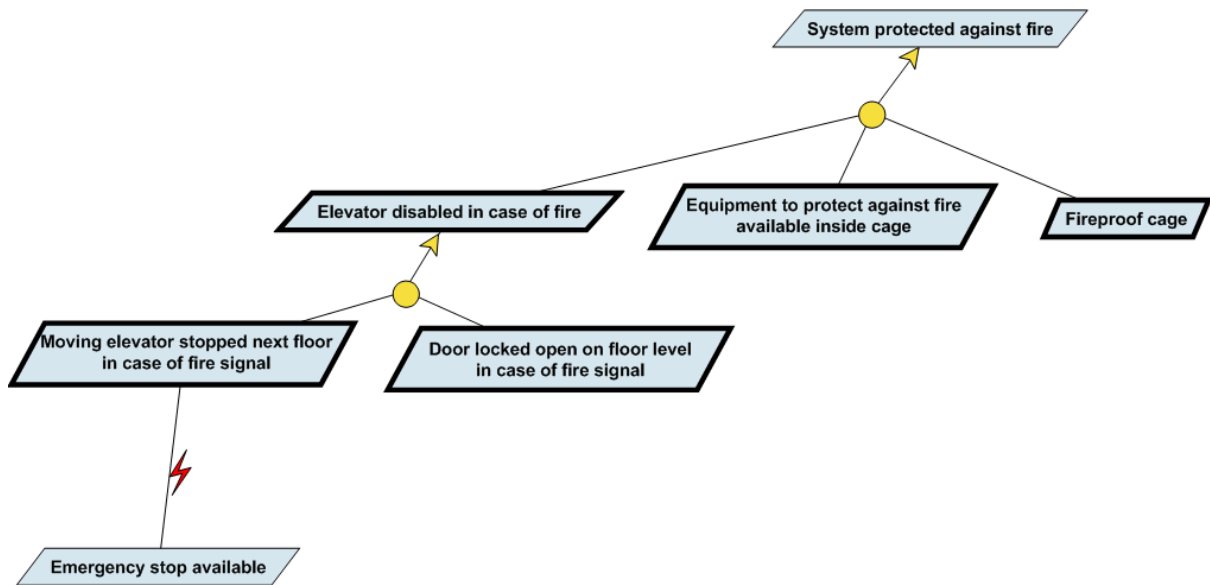 System protected against fire
Elevator disabled in case of fire
Equipment to protect against fire
available inside cage
Fireproof cage
Moving elevator stopped next floor
in case of fire signal
Door locked open on floor level
in case of fire signal
Emergency stop available